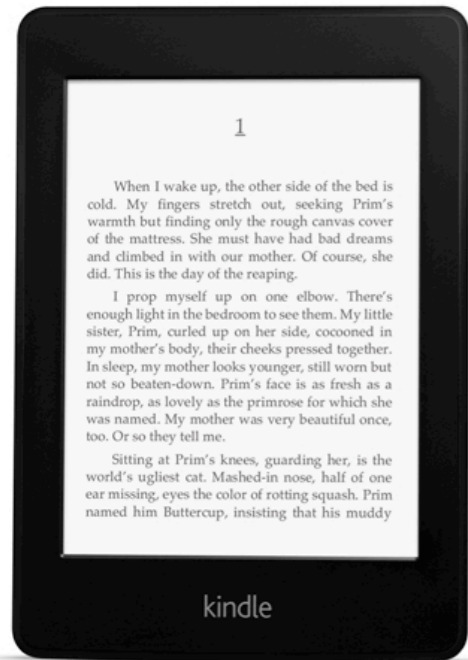 1
When I wake up, the other side of the bed is
cold. My fingers stretch out, seeking Prim's
warmth but finding only the rough canvas cover
of the mattress. She must have had bad dreams
and climbed in with our mother. Of course, she
did. This is the day of the reaping.
I prop myself up on one elbow. There's
enough light in the bedroom to see them. My little
sister, Prim, curled up on her side, cocooned in
my mother's body, their cheeks pressed together.
In sleep, my mother looks younger, still worn but
not so beaten-down. Prim's face is as fresh as a
raindrop, as lovely as the primrose for which she
was named. My mother was very beautiful once,
too. Or so they tell me.
Sitting at Prim's knees, guarding her, is the
world's ugliest cat. Mashed-in nose, half of one
ear missing, eyes the color of rotting squash. Prim
named him Buttercup, insisting that his muddy
kindle